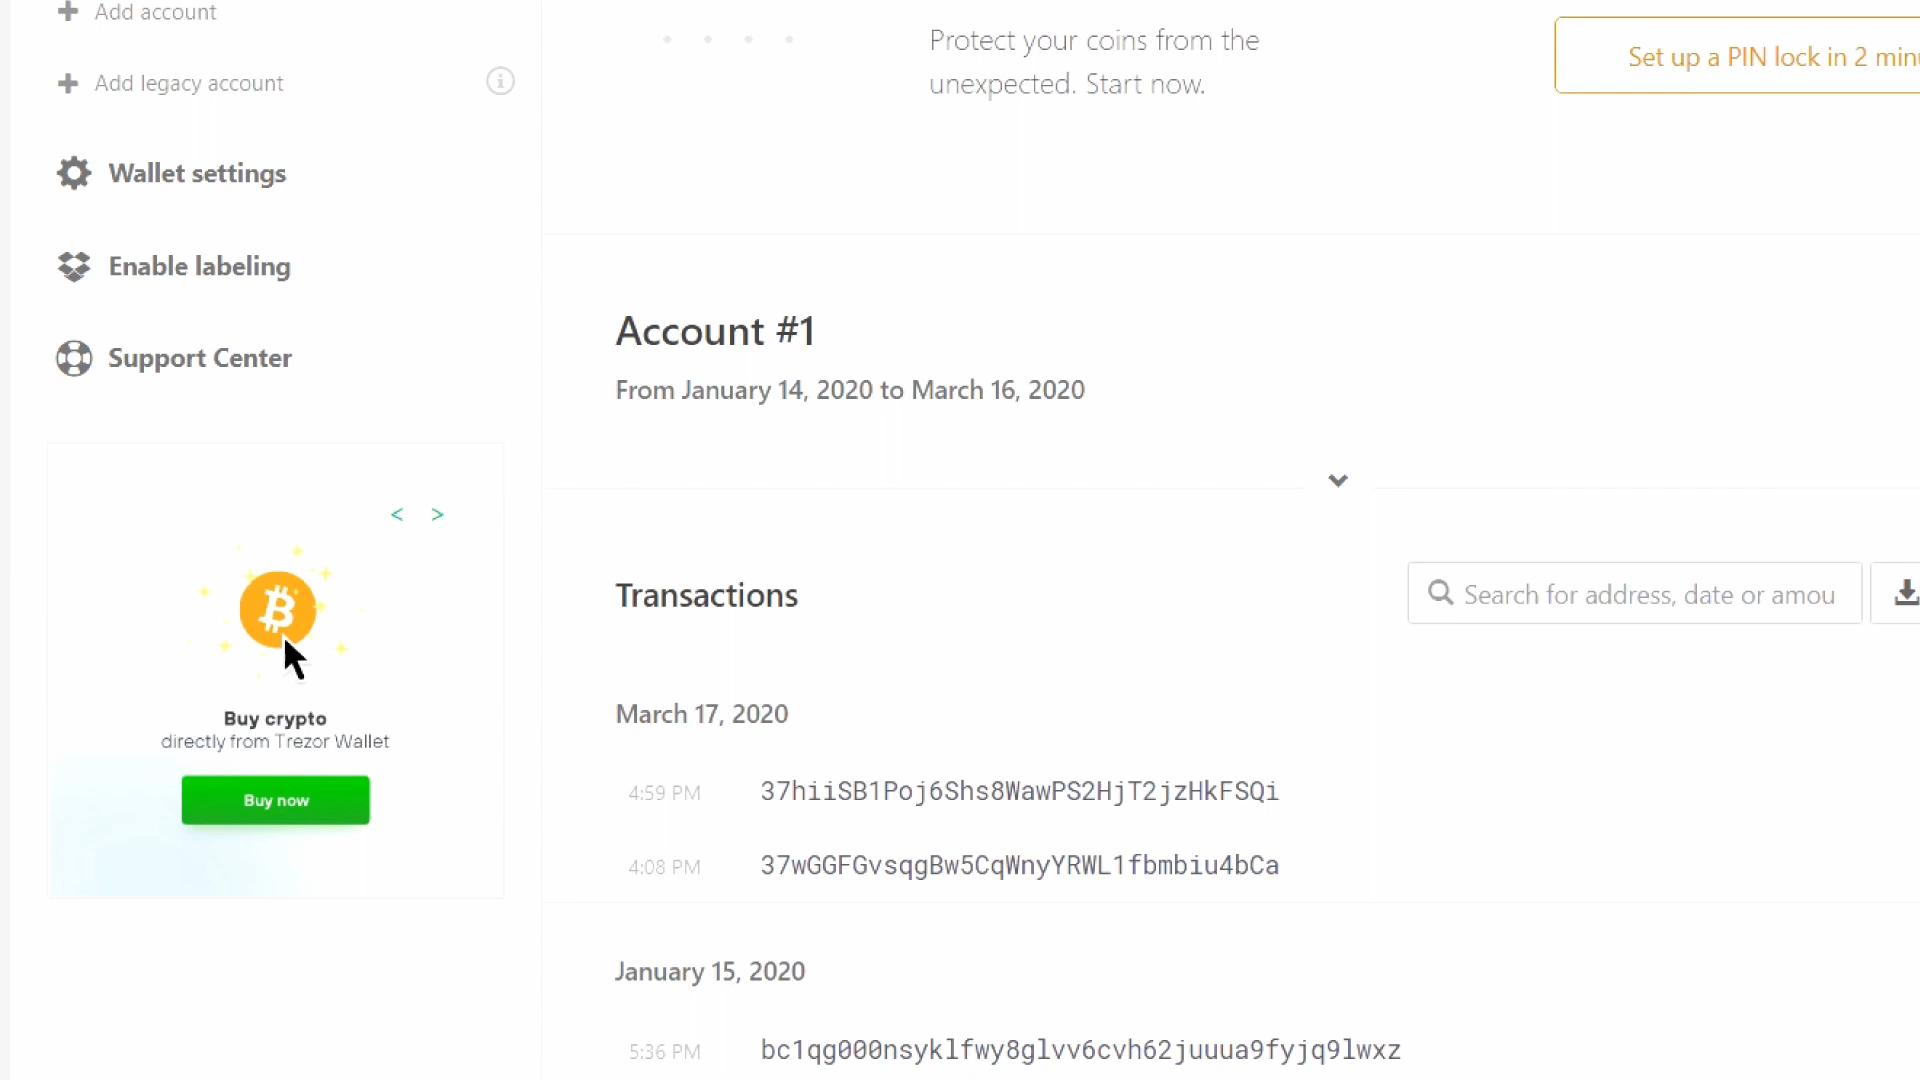 Add account
Add legacy account
Wallet settings
Enable labeling
Support Center
< >
Buy crypto
directly from Trezor Wallet
Buy now
Protect your coins from the
unexpected. Start now.
Set up a PIN lock in 2 minu
Account #1
From January 14, 2020 to March 16, 2020
Transactions
Search for address, date or amou
March 17, 2020
4:59 PM 37hiiSB1Poj6Shs8WawPS2HjT2jzHkFSQi
4:08 PM 37wGGFGvsqgBw5CqWnyYRWL1fbmbiu4bCa
January 15, 2020
5:36 PM bc1qg000nsyklfwy8glvv6cvh62juuua9fyjq9lwxz